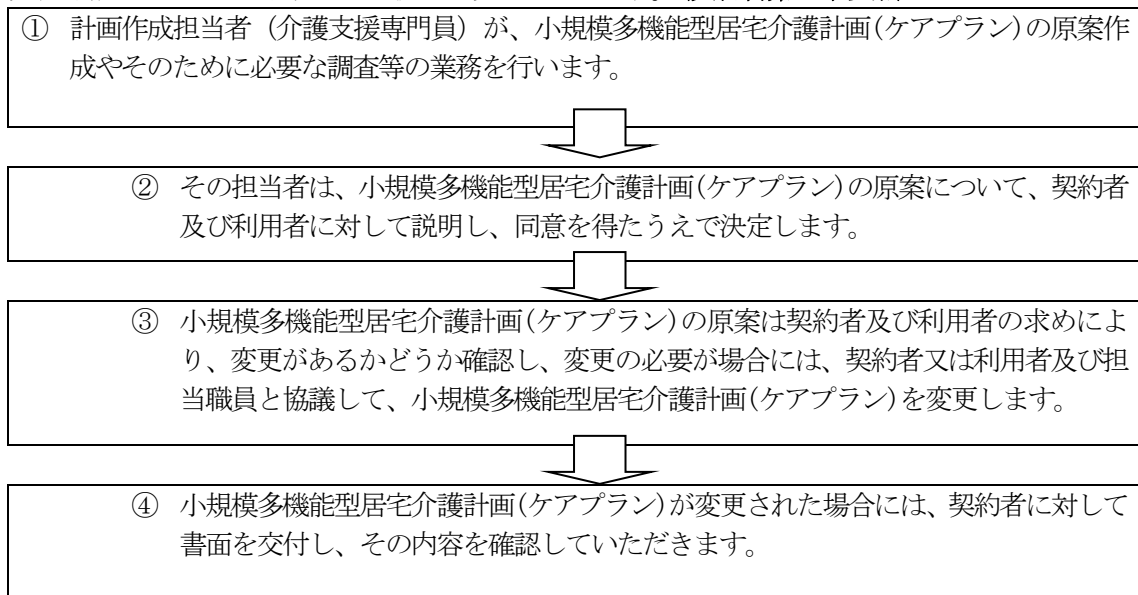 ① 計画作成担当者（介護支援専門員）が、小規模多機能型居宅介護計画(ケアプラン)の原案作
成やそのために必要な調査等の業務を行います。
② その担当者は、小規模多機能型居宅介護計画(ケアプラン)の原案について、契約者
及び利用者に対して説明し、同意を得たうえで決定します。
③ 小規模多機能型居宅介護計画(ケアプラン)の原案は契約者及び利用者の求めによ
り、変更があるかどうか確認し、変更の必要が場合には、契約者又は利用者及び担
当職員と協議して、小規模多機能型居宅介護計画(ケアプラン)を変更します。
④ 小規模多機能型居宅介護計画(ケアプラン)が変更された場合には、契約者に対して
書面を交付し、その内容を確認していただきます。